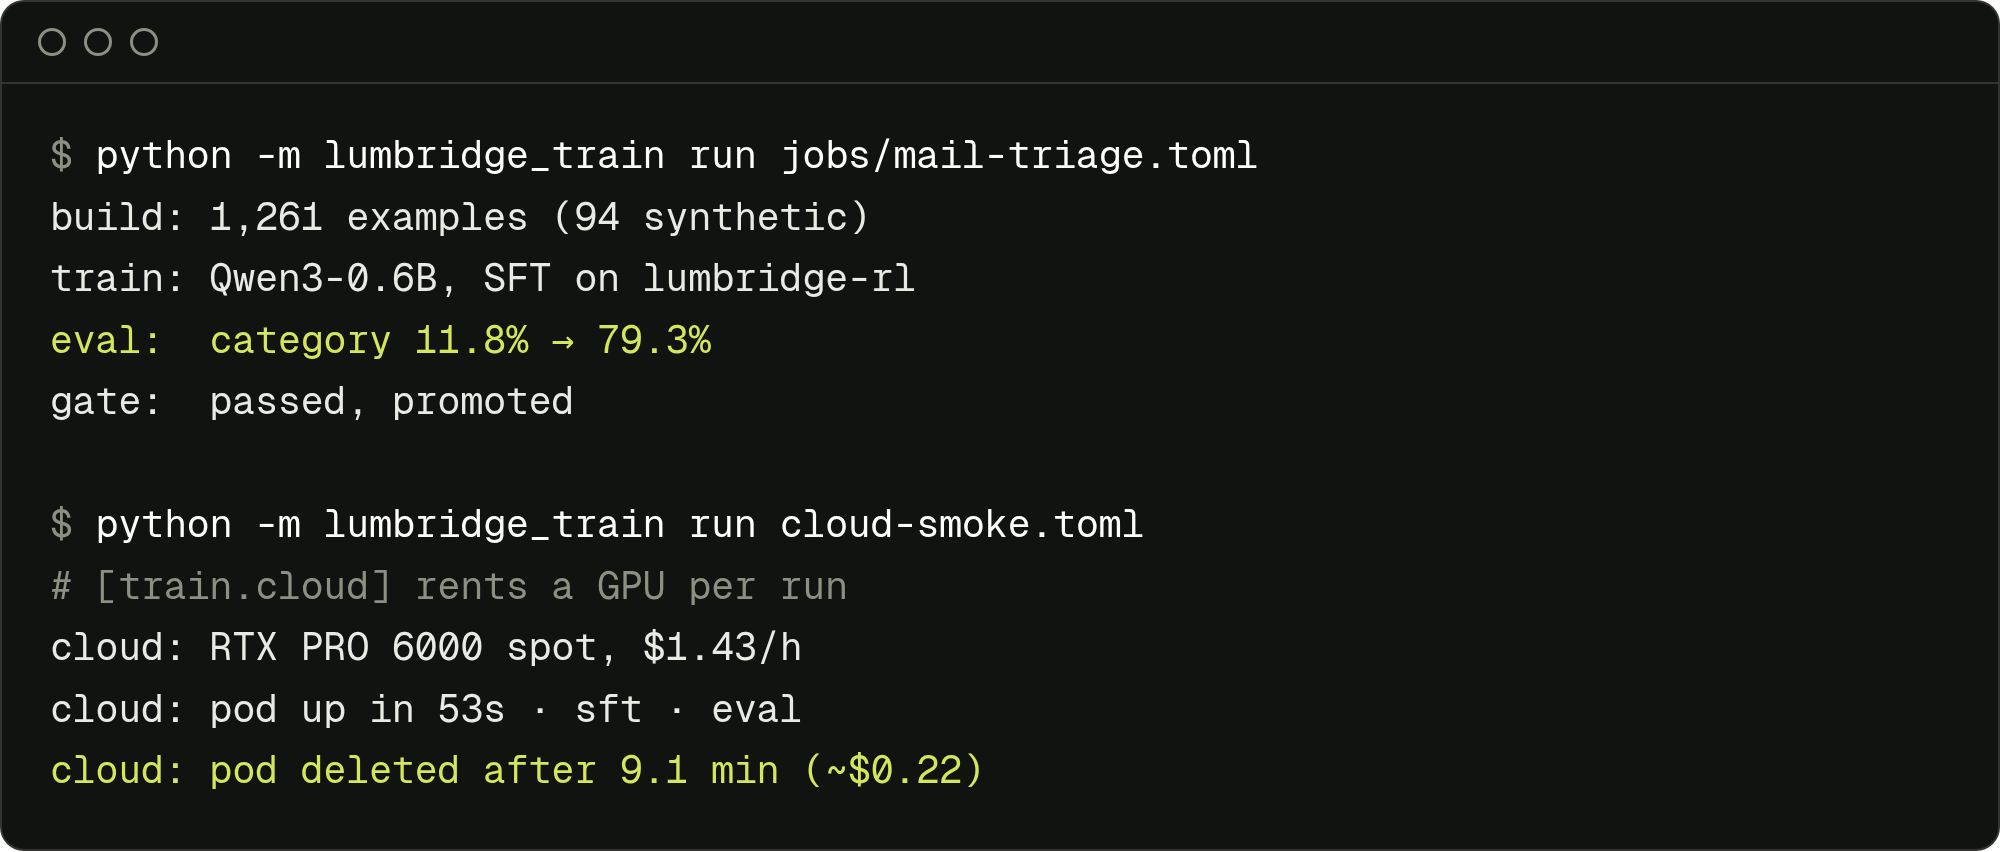 $ python -m lumbridge_train run jobs/mail-triage.toml
build: 1,261 examples (94 synthetic)
train: Qwen3-0.6B, SFT on lumbridge-rl
eval:  category 11.8% → 79.3%
gate:  passed, promoted

$ python -m lumbridge_train run cloud-smoke.toml
# [train.cloud] rents a GPU per run
cloud: RTX PRO 6000 spot, $1.43/h
cloud: pod up in 53s · sft · eval
cloud: pod deleted after 9.1 min (~$0.22)